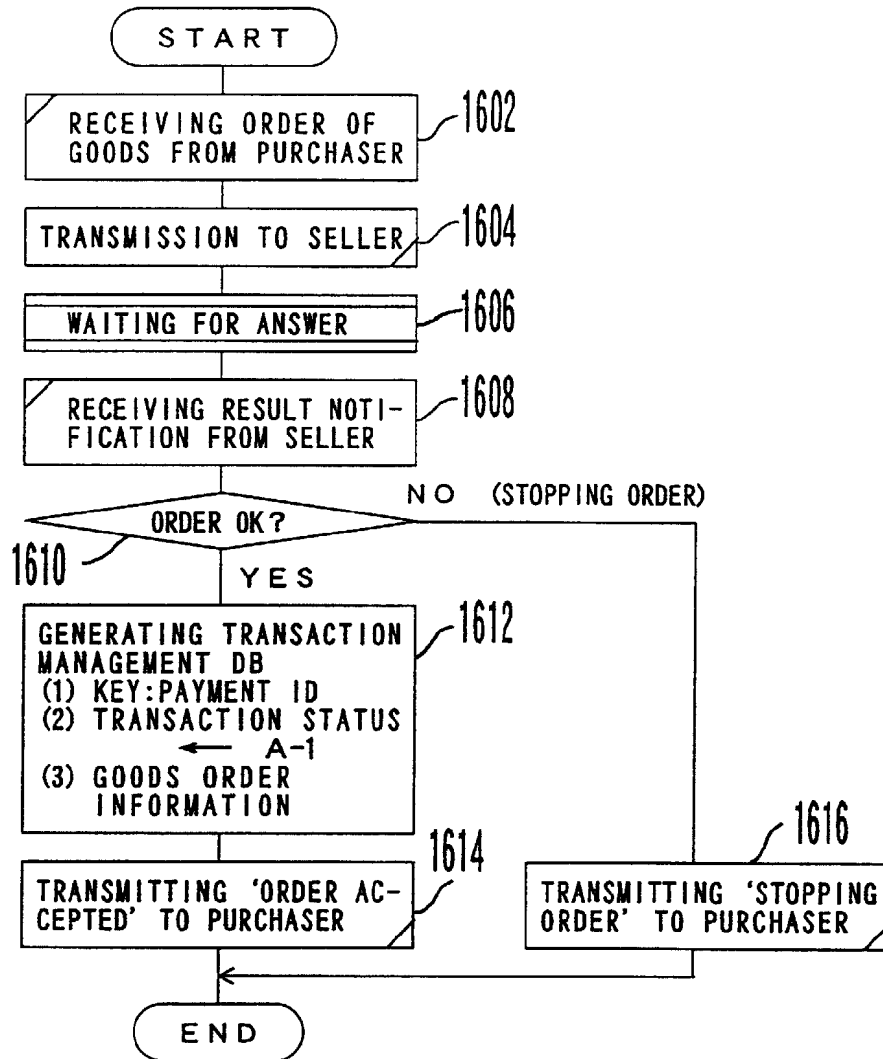 START
RECEIVING ORDER OF
GOODS FROM PURCHASER
1602
TRANSMISSION TO SELLER
1604
WAITING FOR ANSWER
1606
RECEIVING RESULT NOTI-
FICATION FROM SELLER
1608
ORDER OK?
1610
NO (STOPPING ORDER)
YES
GENERATING TRANSACTION
MANAGEMENT DB
(1) KEY:PAYMENT ID
(2) TRANSACTION STATUS
← A-1
(3) GOODS ORDER
INFORMATION
1612
TRANSMITTING 'ORDER AC-
CEPTED' TO PURCHASER
1614
TRANSMITTING 'STOPPING
ORDER' TO PURCHASER
1616
END